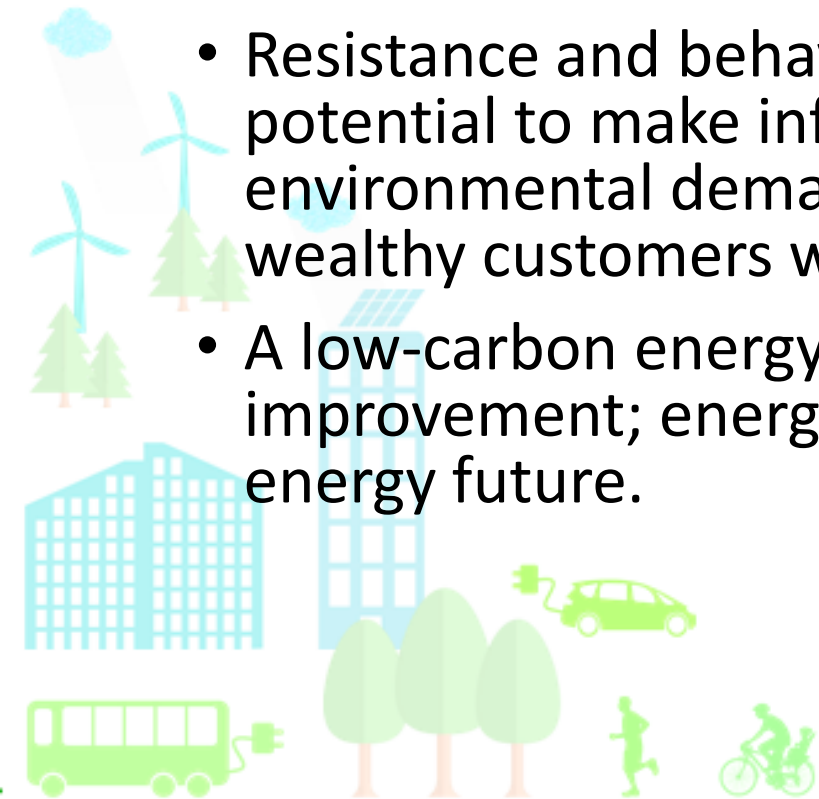 • Resistance and beha
potential to make inf
environmental dema
wealthy customers w
• A low-carbon energy
improvement; energ
energy future.